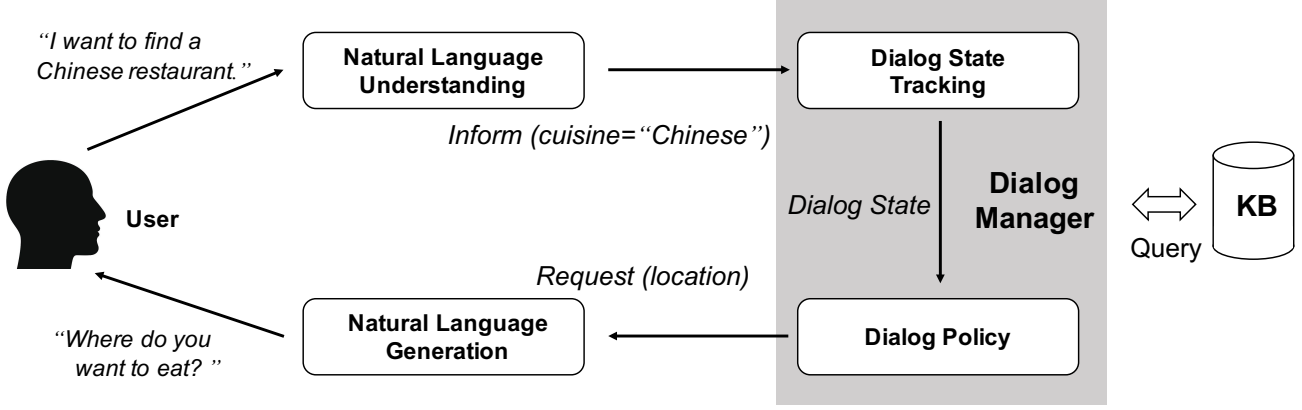 “I want to find a
Chinese restaurant.”
Natural Language
Understanding
Dialog State
Tracking
Inform (cuisine=“Chinese”)
User
Dialog State
Dialog
Manager
KB
Query
Request (location)
“Where do you
want to eat? ”
Natural Language
Generation
Dialog Policy